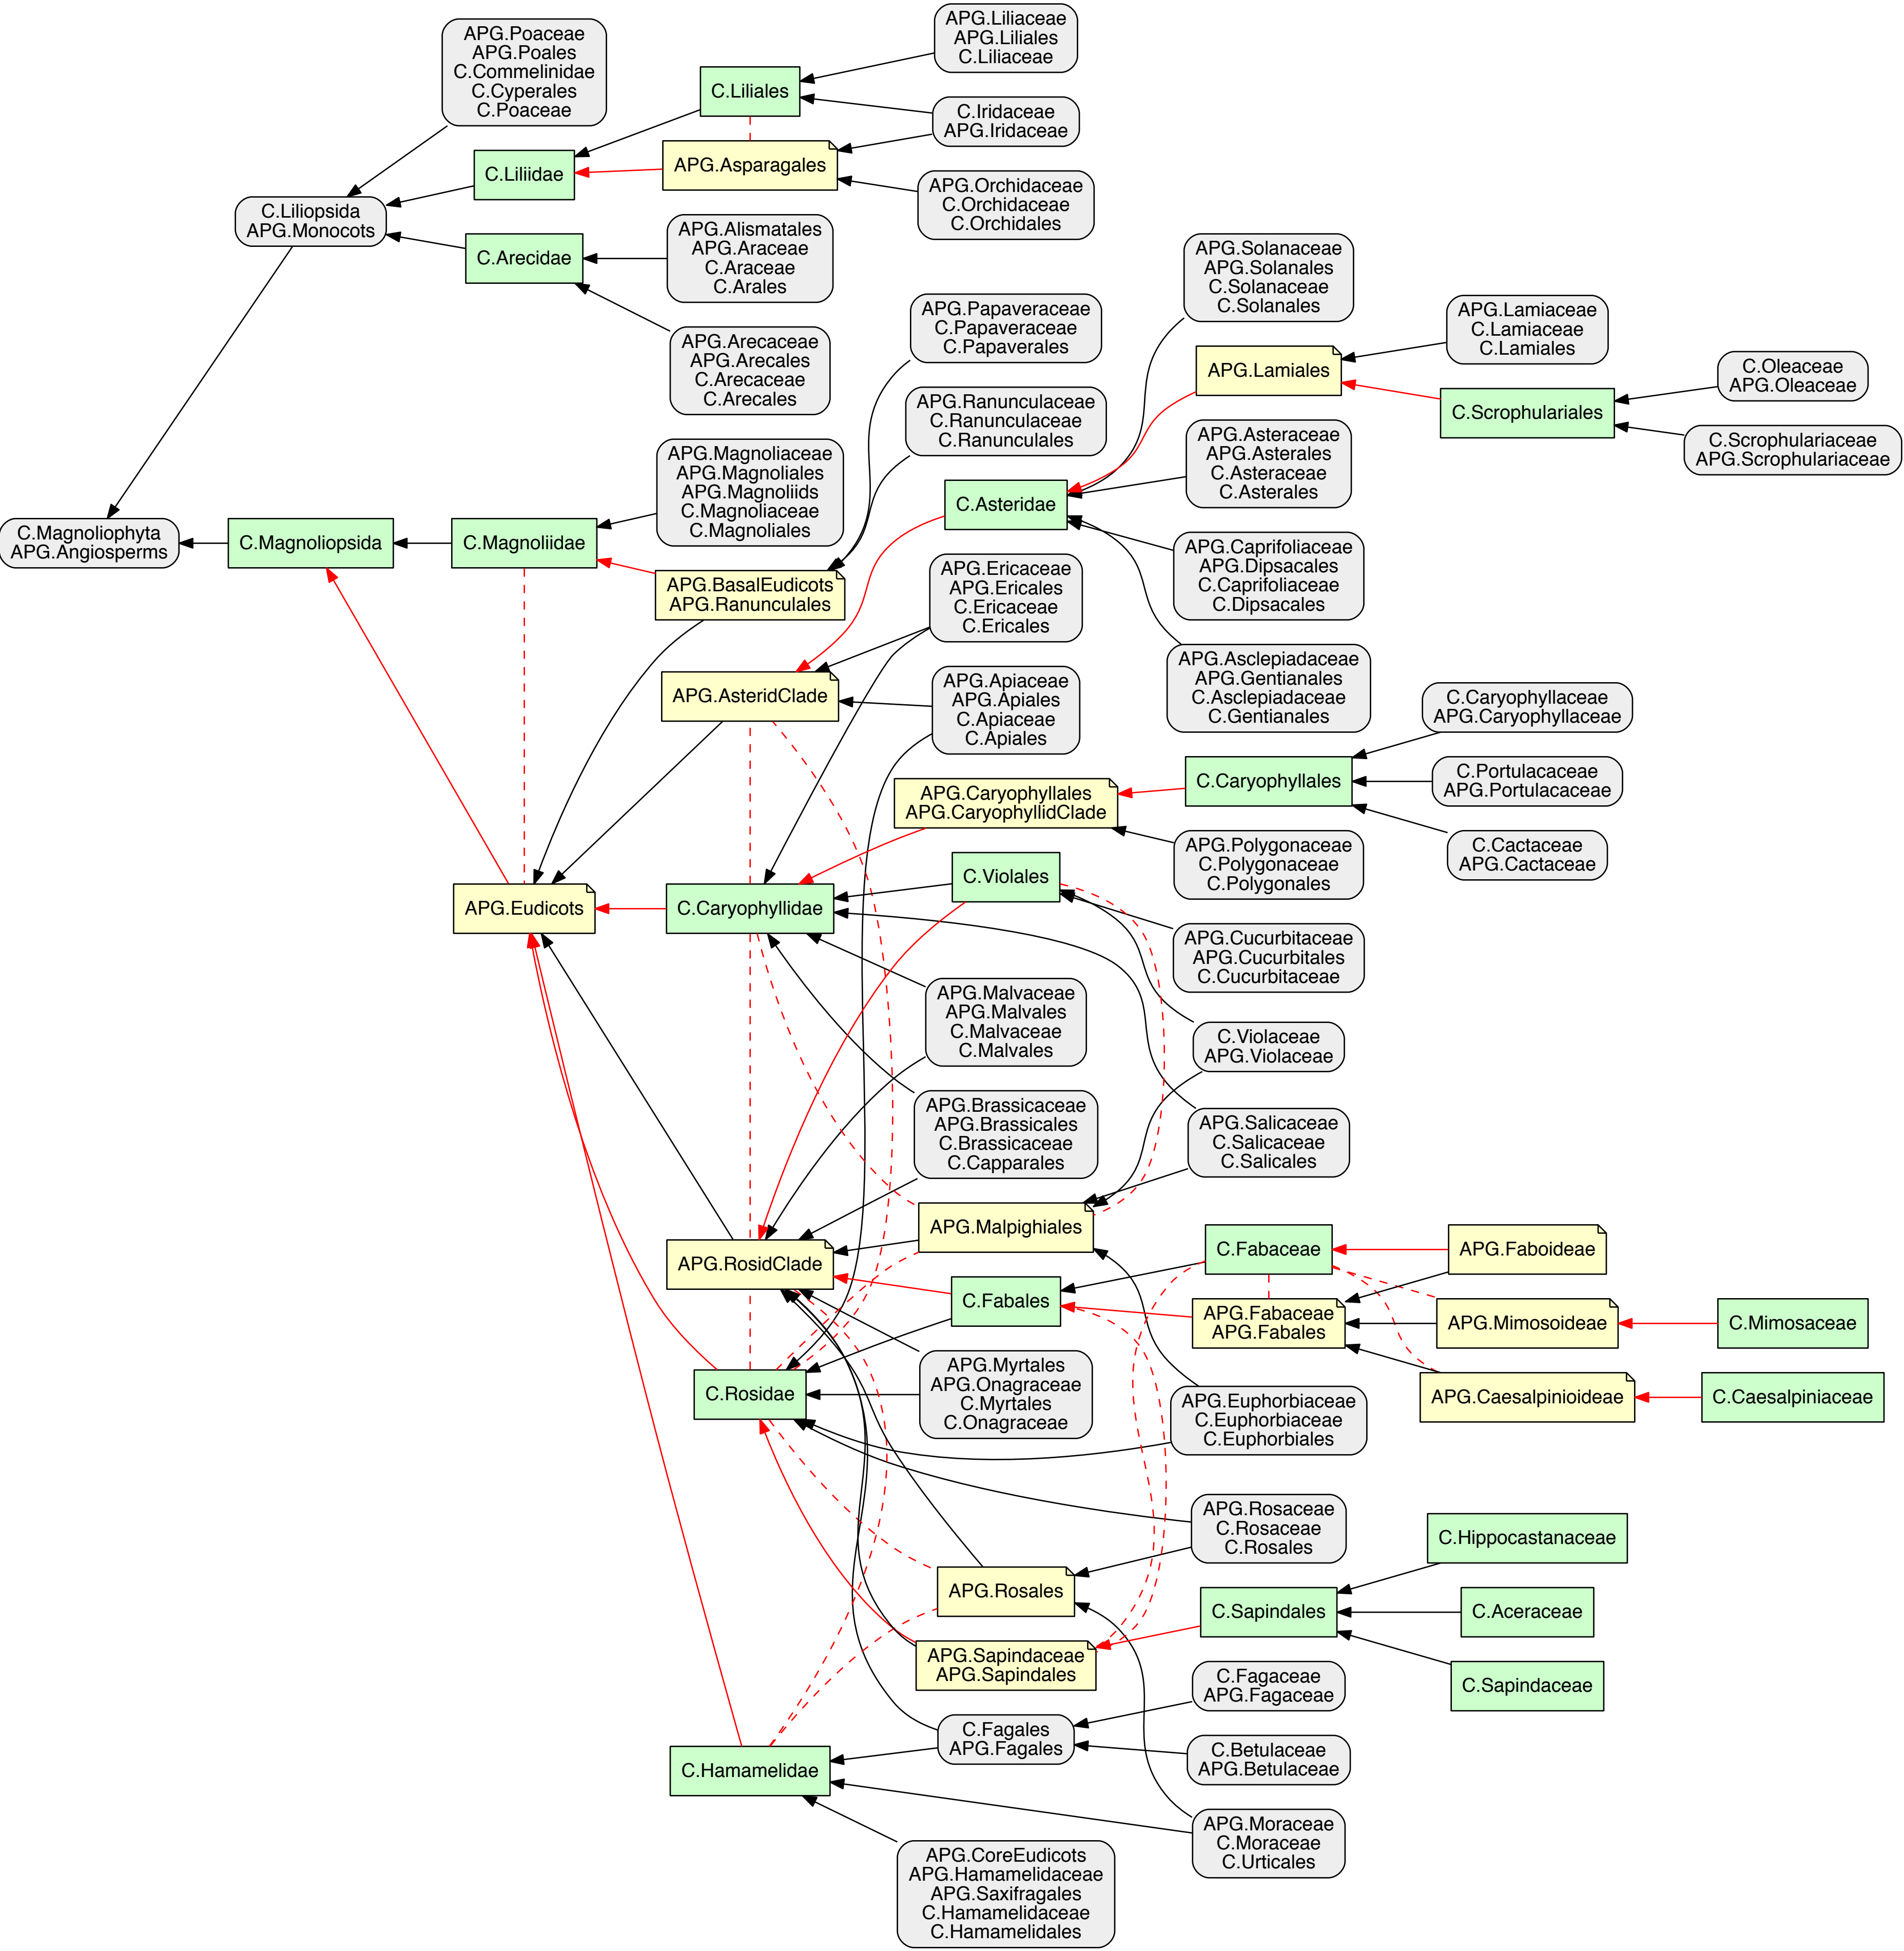 APG.Poaceae
APG.Poales
C.Commelinidae
C.Cyperales
C.Poaceae
C.Liliales
APG.Liliaceae
APG.Liliales
C.Liliaceae
C.Iridaceae
APG.Iridaceae
C.Liliidae
APG.Asparagales
APG.Orchidaceae
C.Orchidaceae
C.Orchidales
C.Liliopsida
APG.Monocots
C.Arecidae
APG.Alismatales
APG.Araceae
C.Araceae
C.Arales
APG.Arecaceae
APG.Arecales
C.Arecaceae
C.Arecales
APG.Papaveraceae
C.Papaveraceae
C.Papaverales
APG.Solanaceae
APG.Solanales
C.Solanaceae
C.Solanales
APG.Lamiaceae
C.Lamiaceae
C.Lamiales
APG.Lamiales
C.Oleaceae
APG.Oleaceae
C.Scrophulariales
C.Scrophulariaceae
APG.Scrophulariaceae
APG.Ranunculaceae
C.Ranunculaceae
C.Ranunculales
APG.Asteraceae
APG.Asterales
C.Asteraceae
C.Asterales
APG.Magnoliaceae
APG.Magnoliales
APG.Magnoliids
C.Magnoliaceae
C.Magnoliales
C.Asteridae
C.Magnoliophyta
APG.Angiosperms
C.Magnoliopsida
C.Magnoliidae
APG.BasalEudicots
APG.Ranunculales
APG.Caprifoliaceae
APG.Dipsacales
C.Caprifoliaceae
C.Dipsacales
APG.Ericaceae
APG.Ericales
C.Ericaceae
C.Ericales
APG.AsteridClade
APG.Apiaceae
APG.Apiales
C.Apiaceae
C.Apiales
APG.Asclepiadaceae
APG.Gentianales
C.Asclepiadaceae
C.Gentianales
C.Caryophyllaceae
APG.Caryophyllaceae
APG.Caryophyllales
APG.CaryophyllidClade
C.Caryophyllales
C.Portulacaceae
APG.Portulacaceae
APG.Polygonaceae
C.Polygonaceae
C.Polygonales
C.Cactaceae
APG.Cactaceae
APG.Eudicots
C.Caryophyllidae
C.Violales
APG.Cucurbitaceae
APG.Cucurbitales
C.Cucurbitaceae
APG.Malvaceae
APG.Malvales
C.Malvaceae
C.Malvales
C.Violaceae
APG.Violaceae
APG.Brassicaceae
APG.Brassicales
C.Brassicaceae
C.Capparales
APG.Salicaceae
C.Salicaceae
C.Salicales
APG.Malpighiales
APG.RosidClade
C.Fabaceae
APG.Faboideae
C.Fabales
APG.Fabaceae
APG.Fabales
APG.Mimosoideae
C.Mimosaceae
C.Rosidae
APG.Myrtales
APG.Onagraceae
C.Myrtales
C.Onagraceae
APG.Euphorbiaceae
C.Euphorbiaceae
C.Euphorbiales
APG.Caesalpinioideae
C.Caesalpiniaceae
APG.Rosaceae
C.Rosaceae
C.Rosales
C.Hippocastanaceae
APG.Rosales
C.Sapindales
C.Aceraceae
APG.Sapindaceae
APG.Sapindales
C.Sapindaceae
C.Fagaceae
APG.Fagaceae
C.Fagales
APG.Fagales
C.Betulaceae
APG.Betulaceae
C.Hamamelidae
APG.Moraceae
C.Moraceae
C.Urticales
APG.CoreEudicots
APG.Hamamelidaceae
APG.Saxifragales
C.Hamamelidaceae
C.Hamamelidales